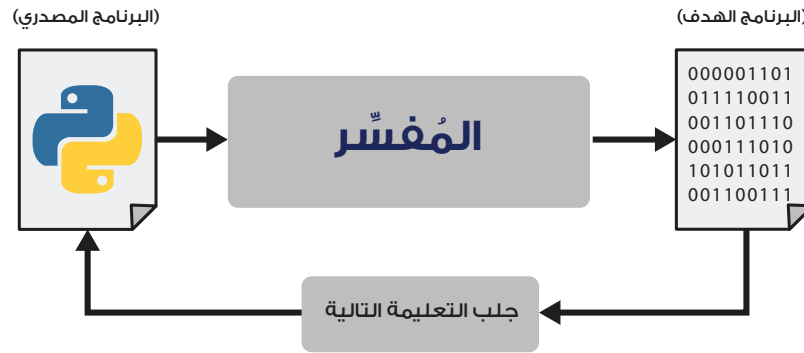 (البرنامج المصدري)
(البرنامج الهدف)
المُفسِّر
000001101
011110011
001101110
000111010
101011011
001100111
جلب التعليمة التالية